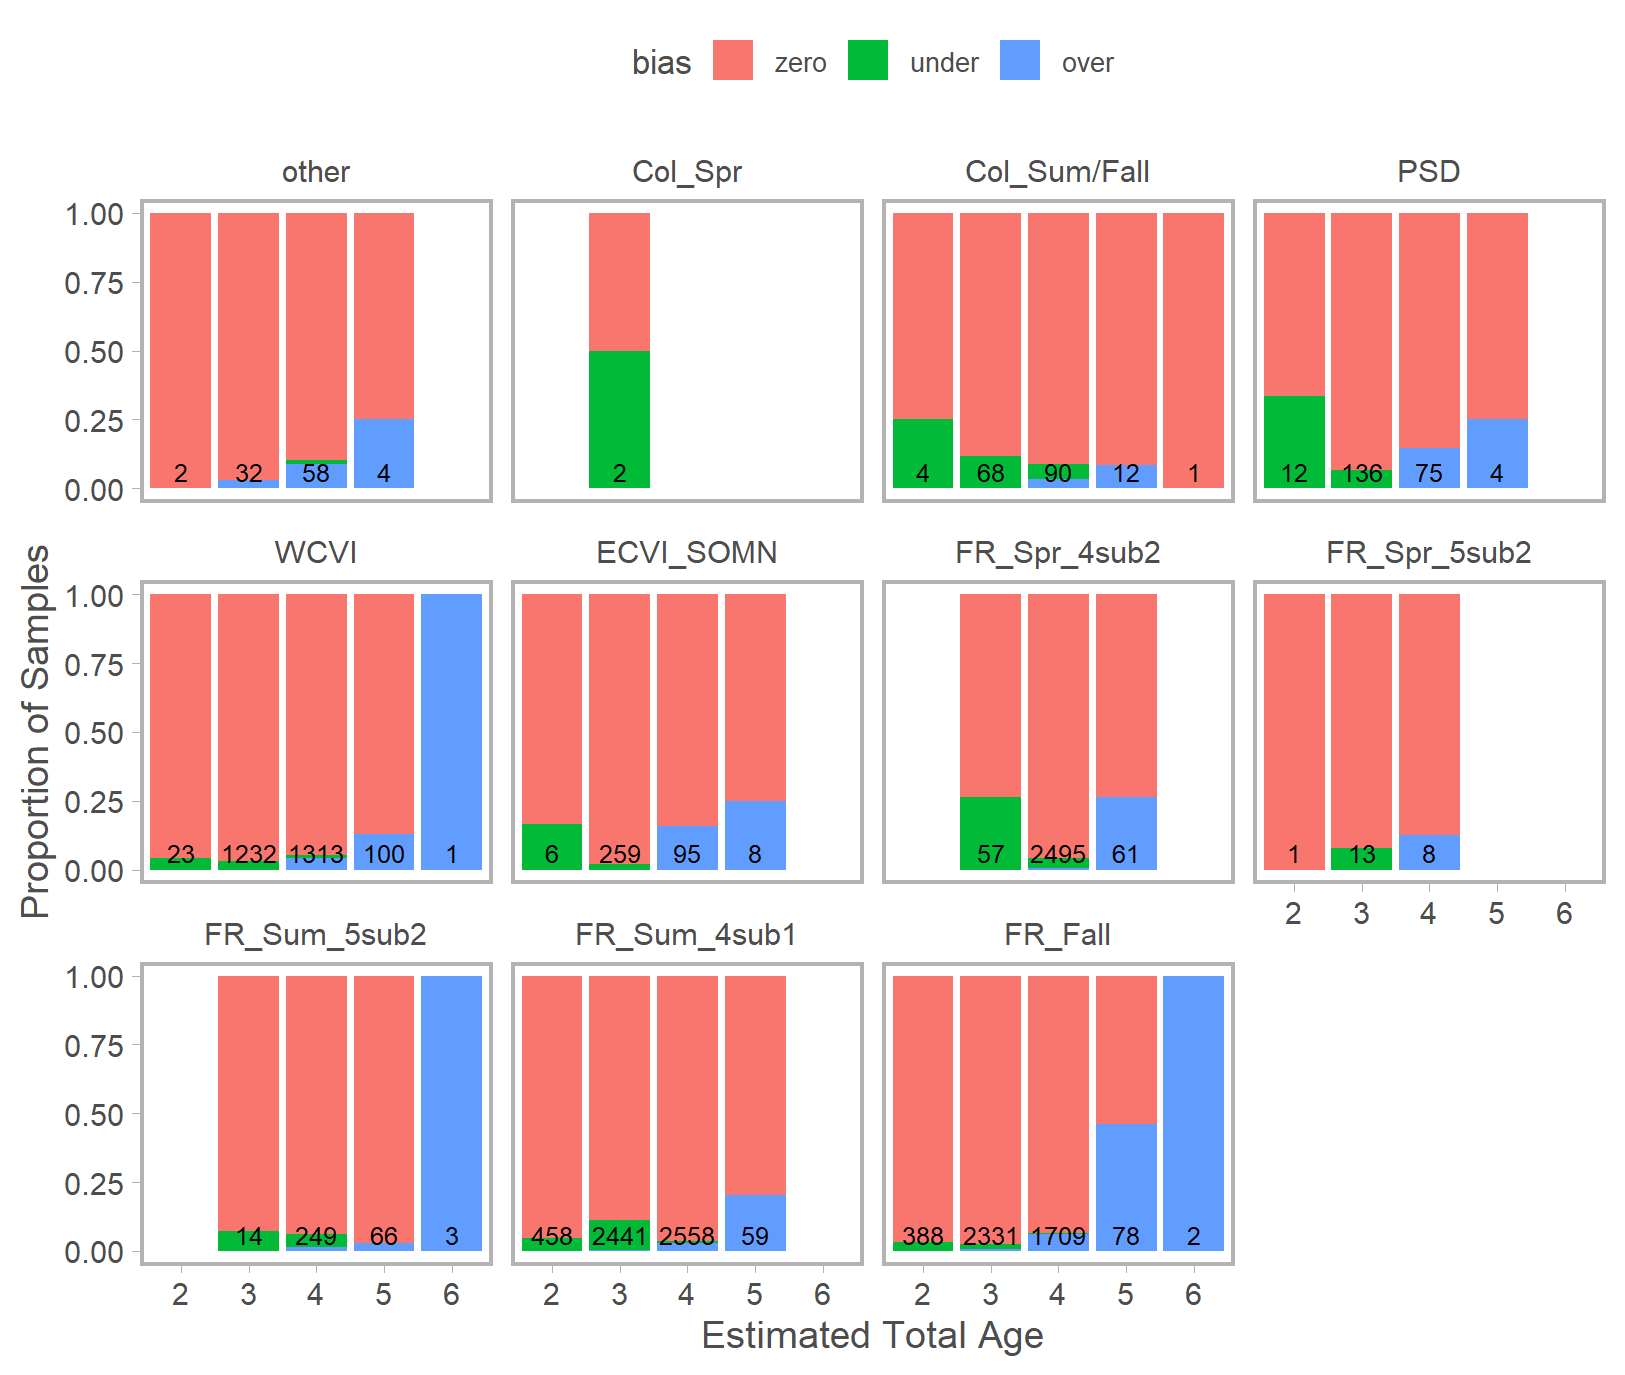 bias zero under over
other Col_Spr Col_Sum/Fall PSD
1.00
0.75
0.50
0.25
0.00
2 32 58 4
2
4 68 90 12 1
12 136 75 4
WCVI ECVI_SOMN FR_Spr_4sub2 FR_Spr_5sub2
1.00
0.75
0.50
0.25
0.00
23 1232 1313 100 1
6 259 95 8
57 2495 61
1 13 8
2 3 4 5 6
FR_Sum_5sub2 FR_Sum_4sub1 FR_Fall
1.00
0.75
0.50
0.25
0.00
14 249 66 3
458 2441 2558 59
388 2331 1709 78 2
2 3 4 5 6
2 3 4 5 6
2 3 4 5 6
Estimated Total Age
Proportion of Samples